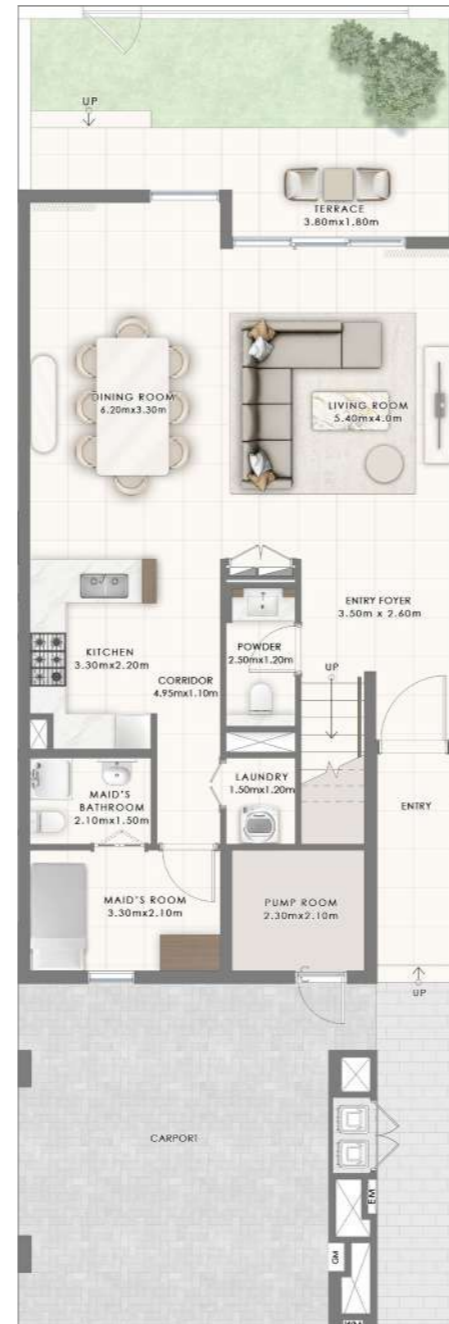 UP
TERRACE
3.80mx1.80m
DINING ROOM
6.20mx3.30m
LIVING ROOM
5.40mx4.0m
ENTRY FOYER
3.50m x 2.60m
KITCHEN
3.30mx2.20m
POWDER
2.50mx1.20m
CORRIDOR
4.95mx1.10m
UP
LAUNDRY
1.50mx1.20m
MAID'S
BATHROOM
2.10mx1.50m
ENTRY
MAID'S ROOM
3.30mx2.10m
PUMP ROOM
2.30mx2.10m
UP
CARPORT
EM
GM